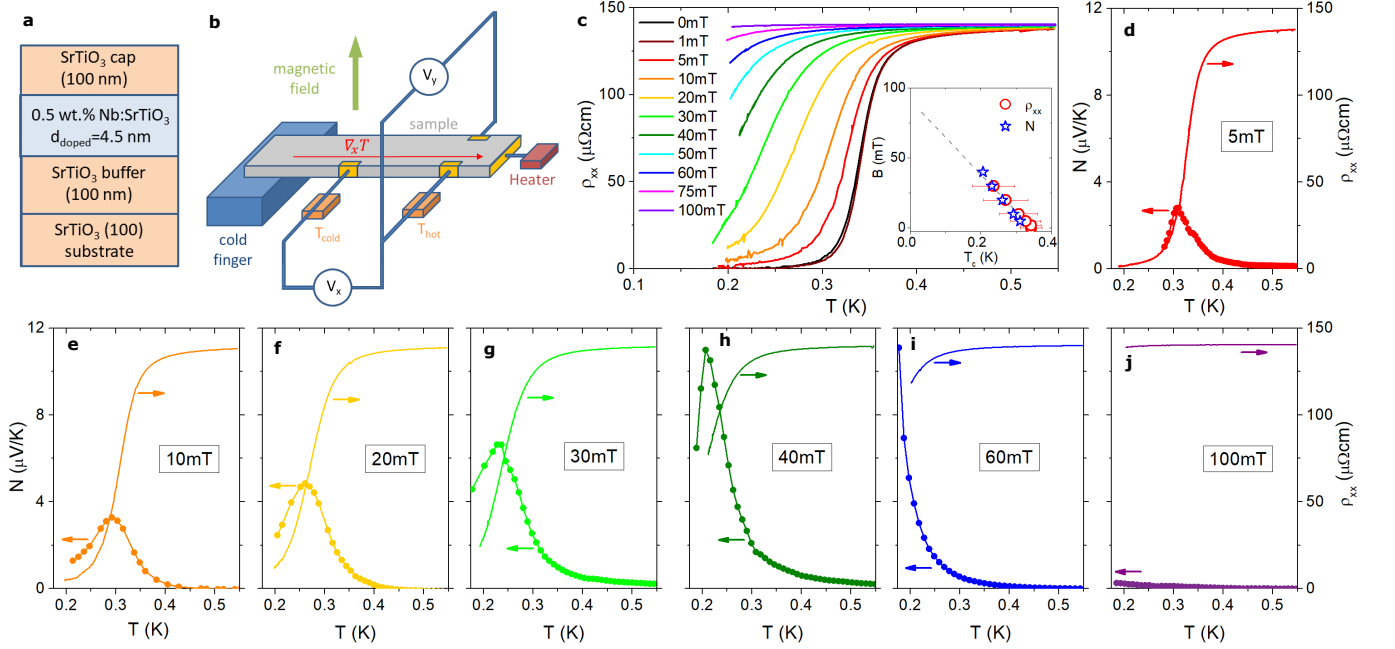 a
SrTiO3 cap
(100 nm)
0.5 wt.% Nb:SrTiO3
ddoped=4.5 nm
SrTiO3 buffer
(100 nm)
SrTiO3 (100)
substrate
b
magnetic
field
Vy
sample
∇xT
Heater
Tcold
Thot
cold
finger
Vx
c
0mT
1mT
5mT
10mT
20mT
30mT
40mT
50mT
60mT
75mT
100mT
150
100
50
0
ρxx (μΩcm)
0.1
0.2
0.3
0.4
0.5
T (K)
100
50
0
B (mT)
ρxx
N
0.0
0.2
0.4
Tc (K)
d
12
9
6
3
0
N (μV/K)
5mT
150
100
50
0
ρxx (μΩcm)
0.2
0.3
0.4
0.5
T (K)
e
12
8
4
0
N (μV/K)
10mT
0.2
0.3
0.4
0.5
T (K)
f
20mT
0.2
0.3
0.4
0.5
T (K)
g
30mT
0.2
0.3
0.4
0.5
T (K)
h
40mT
0.2
0.3
0.4
0.5
T (K)
i
60mT
0.2
0.3
0.4
0.5
T (K)
j
100mT
150
100
50
0
ρxx (μΩcm)
0.2
0.3
0.4
0.5
T (K)